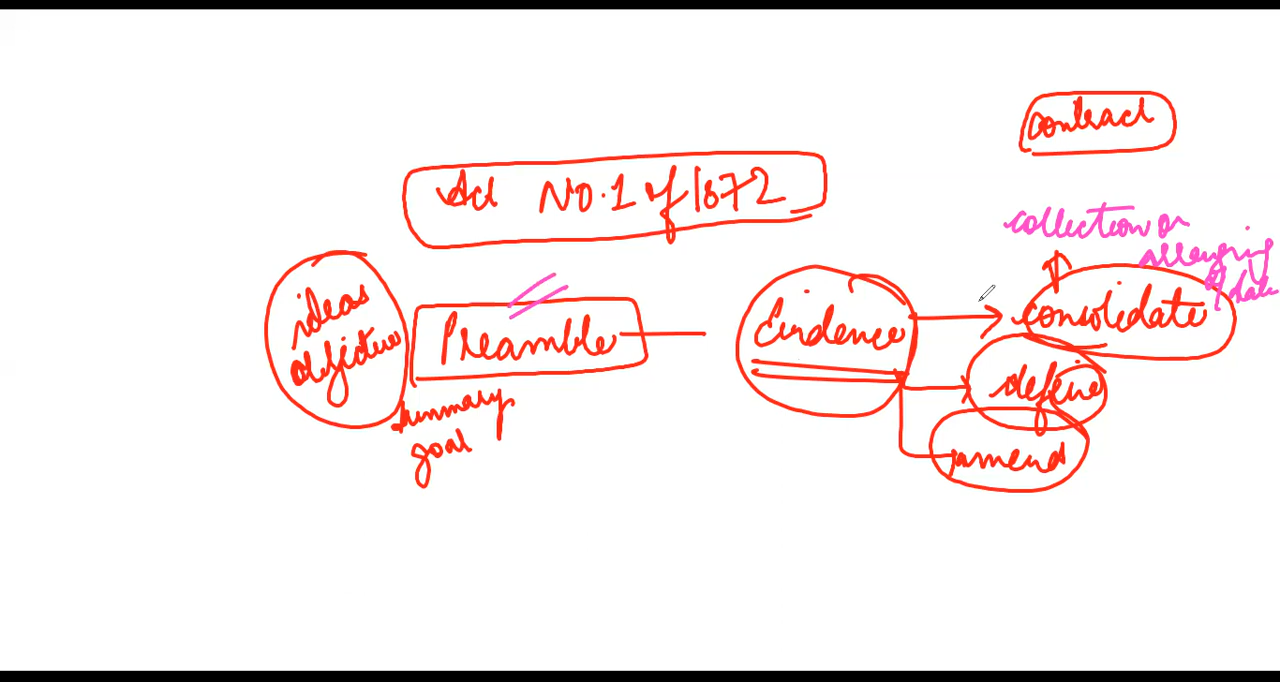 contract
Act No.1 of 1872
collection or
arranging
of data
ideas
objective
Preamble
Evidence
consolidate
define
amend
summary
goal